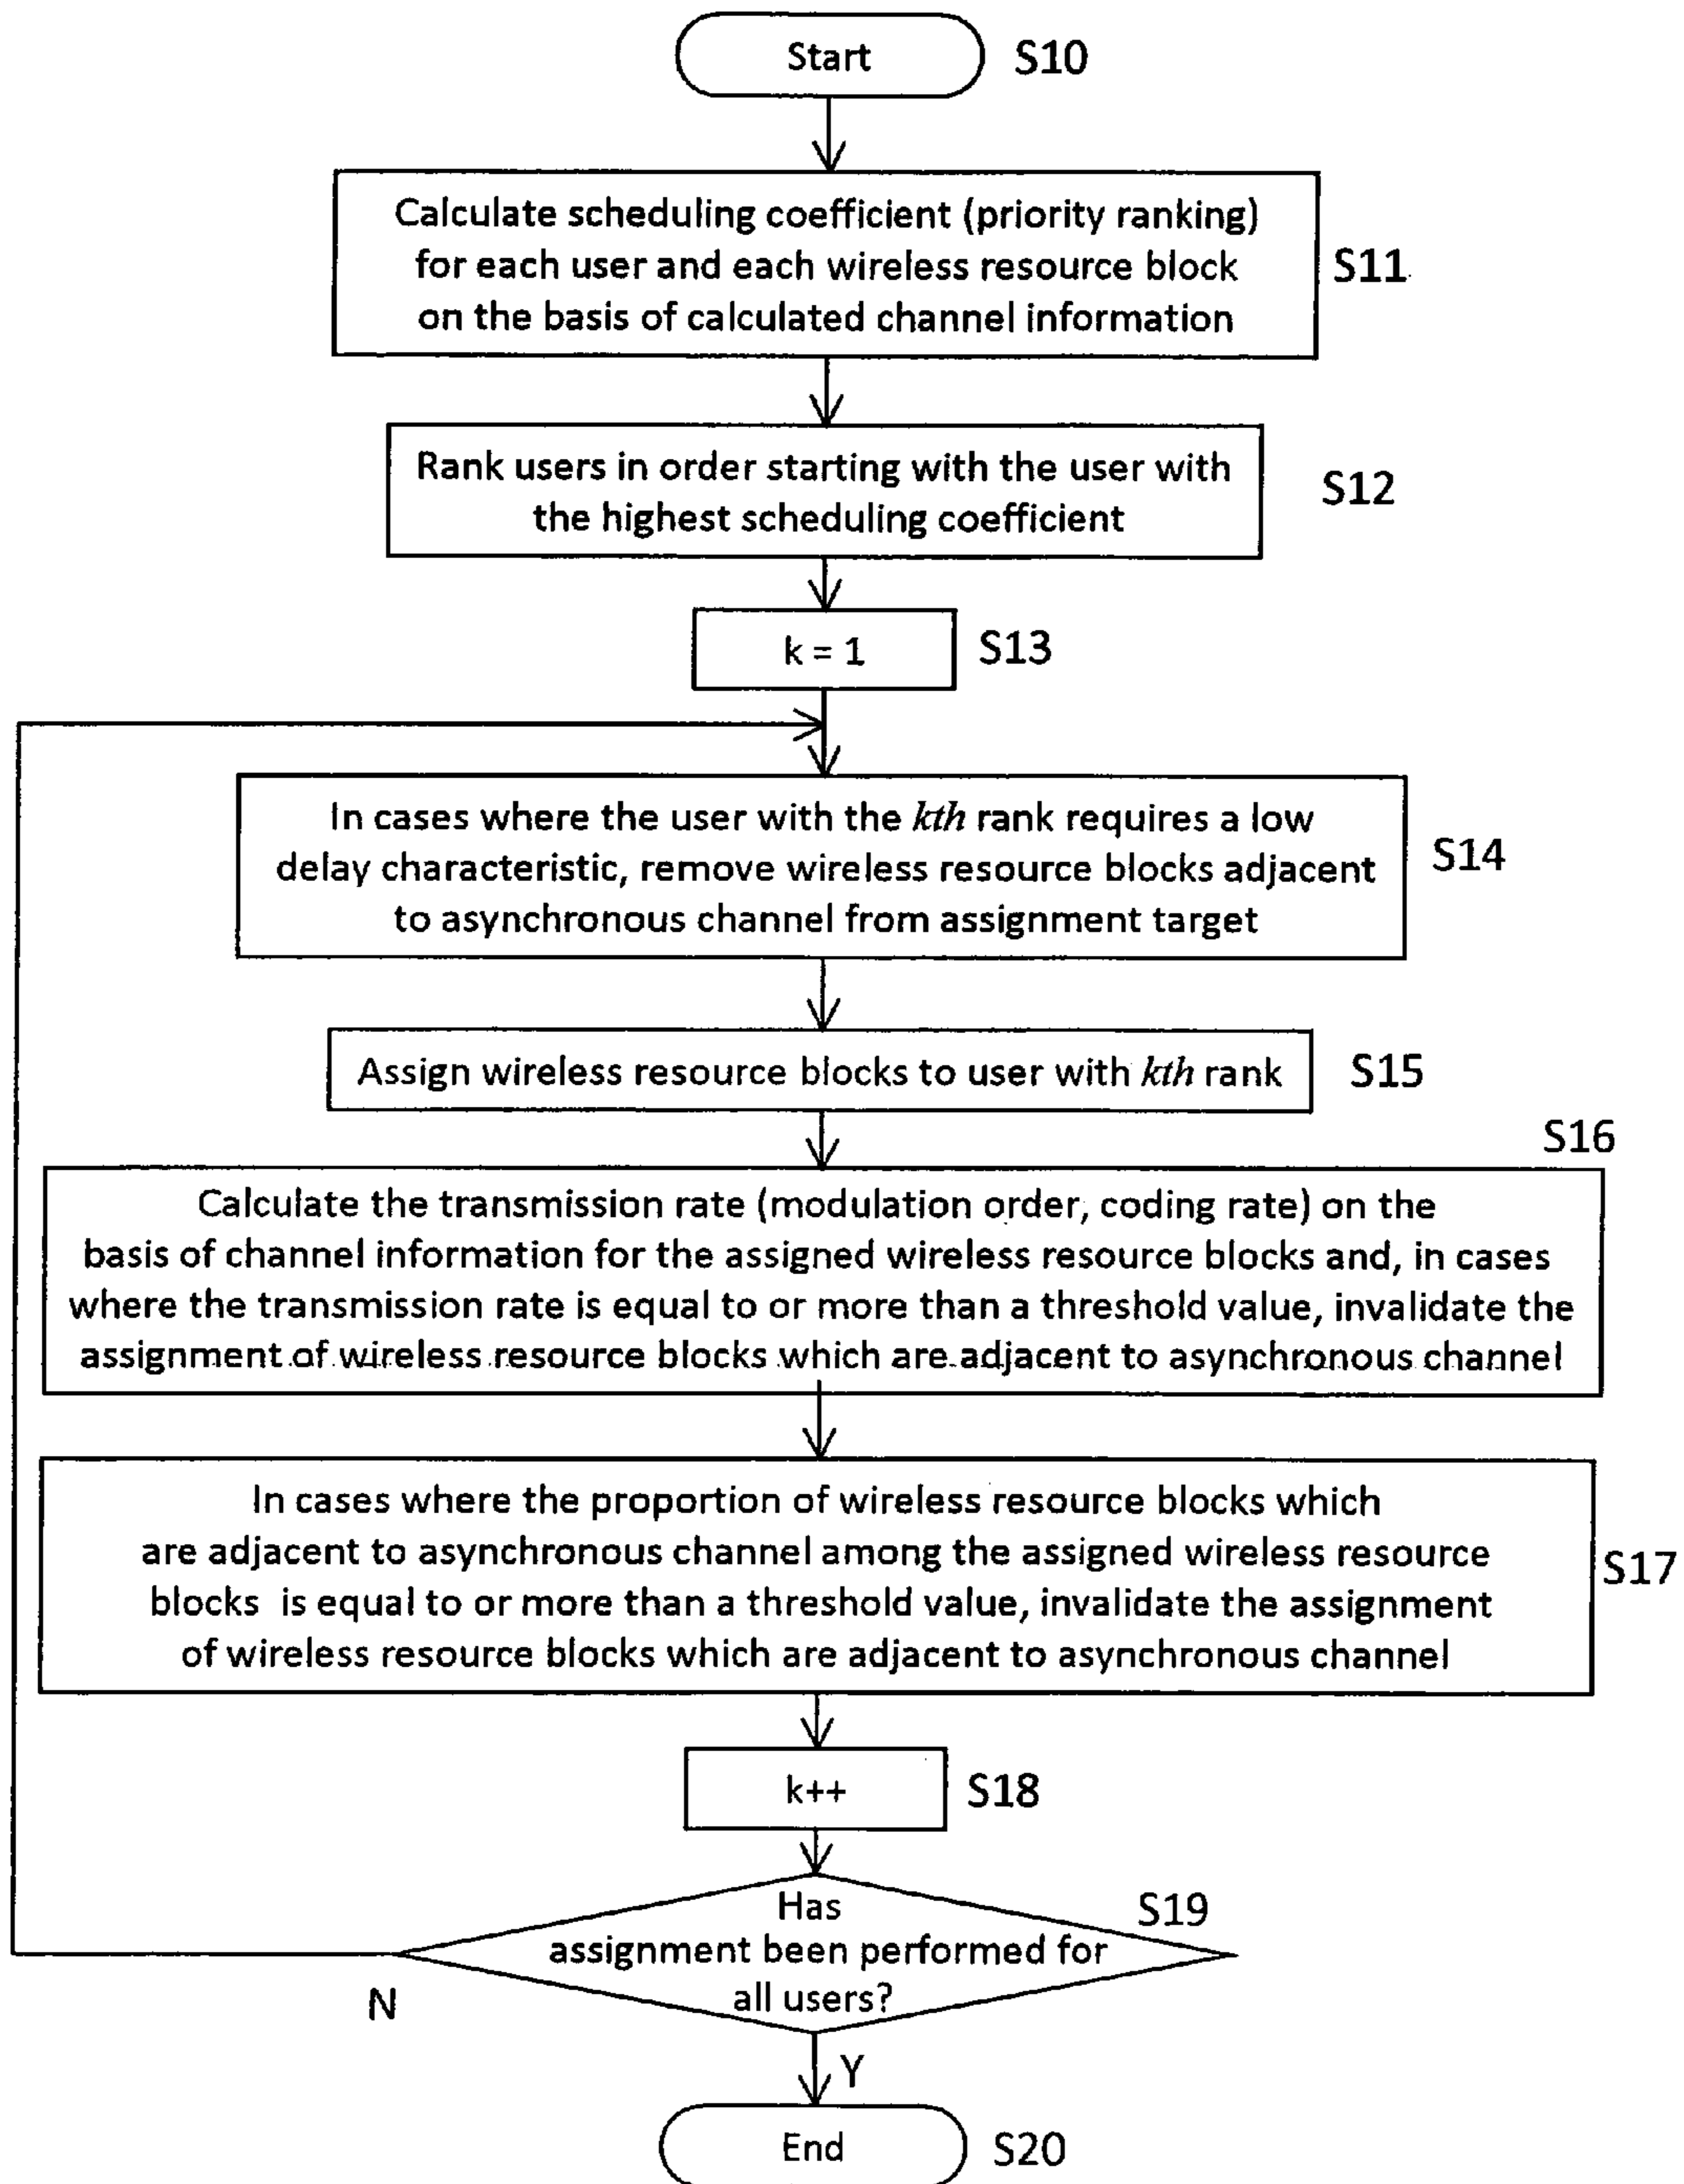 Start
S10
Calculate scheduling coefficient (priority ranking)
for each user and each wireless resource block
on the basis of calculated channel information
S11
Rank users in order starting with the user with
the highest scheduling coefficient
S12
k = 1
S13
In cases where the user with the kth rank requires a low
delay characteristic, remove wireless resource blocks adjacent
to asynchronous channel from assignment target
S14
Assign wireless resource blocks to user with kth rank
S15
S16
Calculate the transmission rate (modulation order, coding rate) on the
basis of channel information for the assigned wireless resource blocks and, in cases
where the transmission rate is equal to or more than a threshold value, invalidate the
assignment of wireless resource blocks which are adjacent to asynchronous channel
In cases where the proportion of wireless resource blocks which
are adjacent to asynchronous channel among the assigned wireless resource
blocks is equal to or more than a threshold value, invalidate the assignment
of wireless resource blocks which are adjacent to asynchronous channel
S17
k++
S18
Has
assignment been performed for
all users?
S19
N
Y
End
S20